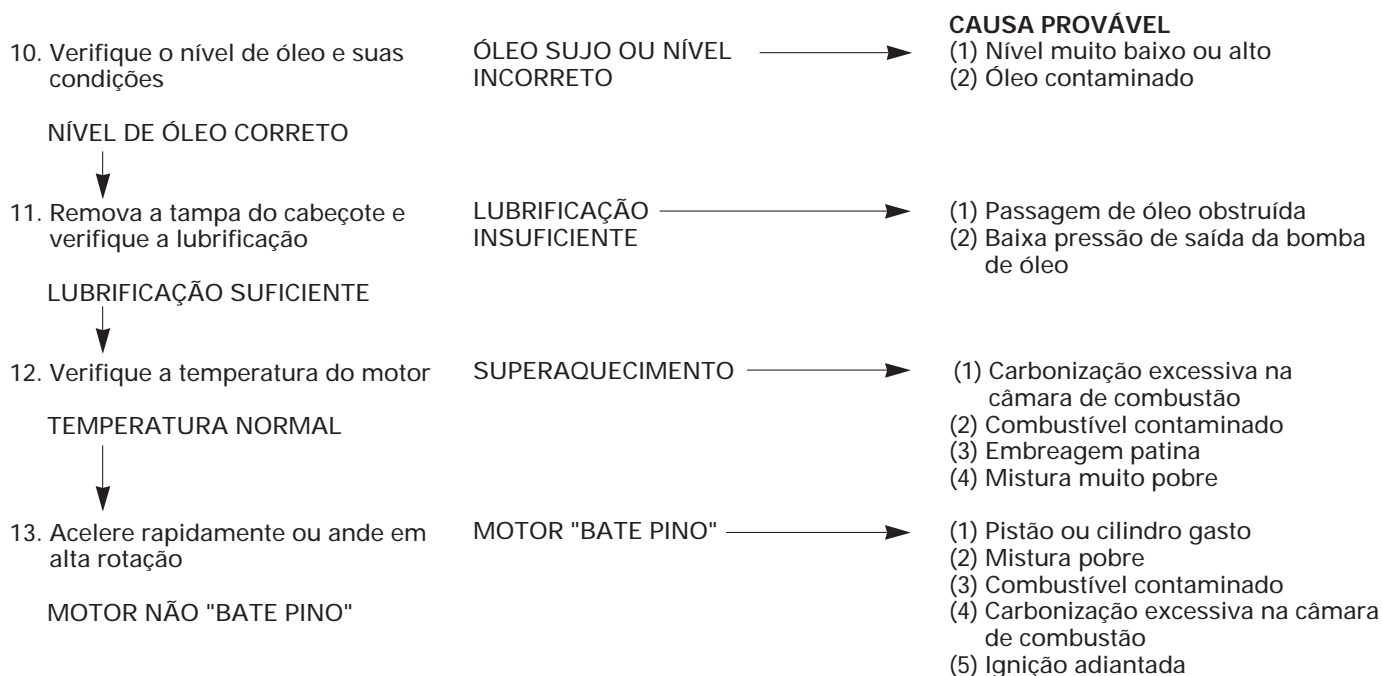 CAUSA PROVÁVEL
10. Verifique o nível de óleo e suas
condições
ÓLEO SUJO OU NÍVEL
INCORRETO
(1) Nível muito baixo ou alto
(2) Óleo contaminado
NÍVEL DE ÓLEO CORRETO
11. Remova a tampa do cabeçote e
verifique a lubrificação
LUBRIFICAÇÃO
INSUFICIENTE
(1) Passagem de óleo obstruída
(2) Baixa pressão de saída da bomba
de óleo
LUBRIFICAÇÃO SUFICIENTE
12. Verifique a temperatura do motor
SUPERAQUECIMENTO
(1) Carbonização excessiva na
câmara de combustão
(2) Combustível contaminado
(3) Embreagem patina
(4) Mistura muito pobre
TEMPERATURA NORMAL
13. Acelere rapidamente ou ande em
alta rotação
MOTOR "BATE PINO"
(1) Pistão ou cilindro gasto
(2) Mistura pobre
(3) Combustível contaminado
(4) Carbonização excessiva na câmara
de combustão
(5) Ignição adiantada
MOTOR NÃO "BATE PINO"